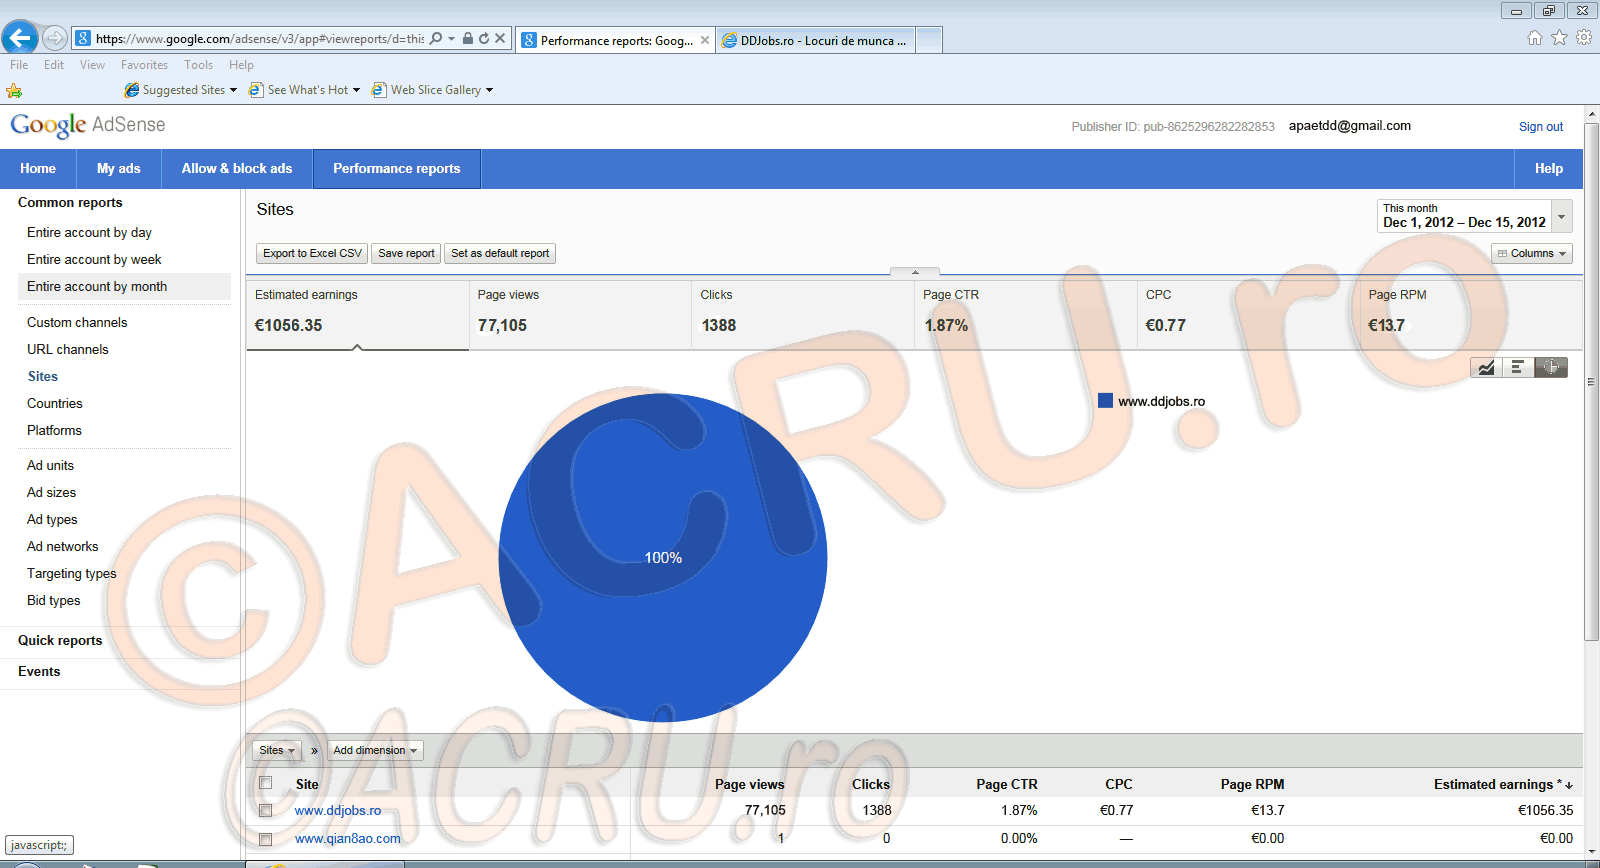 https://www.google.com/adsense/v3/app#viewreports/d=this
Performance reports: Goog...
DDJobs.ro - Locuri de munca ...
File Edit View Favorites Tools Help
Suggested Sites See What's Hot Web Slice Gallery
Google AdSense
Publisher ID: pub-8625296282282853 apaetdd@gmail.com Sign out
Home My ads Allow & block ads Performance reports Help
Common reports
Entire account by day
Entire account by week
Entire account by month
Custom channels
URL channels
Sites
Countries
Platforms
Ad units
Ad sizes
Ad types
Ad networks
Targeting types
Bid types
Quick reports
Events
Sites
This month
Dec 1, 2012 – Dec 15, 2012
Export to Excel CSV Save report Set as default report Columns
Estimated earnings Page views Clicks Page CTR CPC Page RPM
€1056.35 77,105 1388 1.87% €0.77 €13.7
www.ddjobs.ro
100%
©ACRU.ro
©ACRU.ro
Sites » Add dimension
Site Page views Clicks Page CTR CPC Page RPM Estimated earnings *
www.ddjobs.ro 77,105 1388 1.87% €0.77 €13.7 €1056.35
www.qian8ao.com 1 0 0.00% — €0.00 €0.00
javascript:;